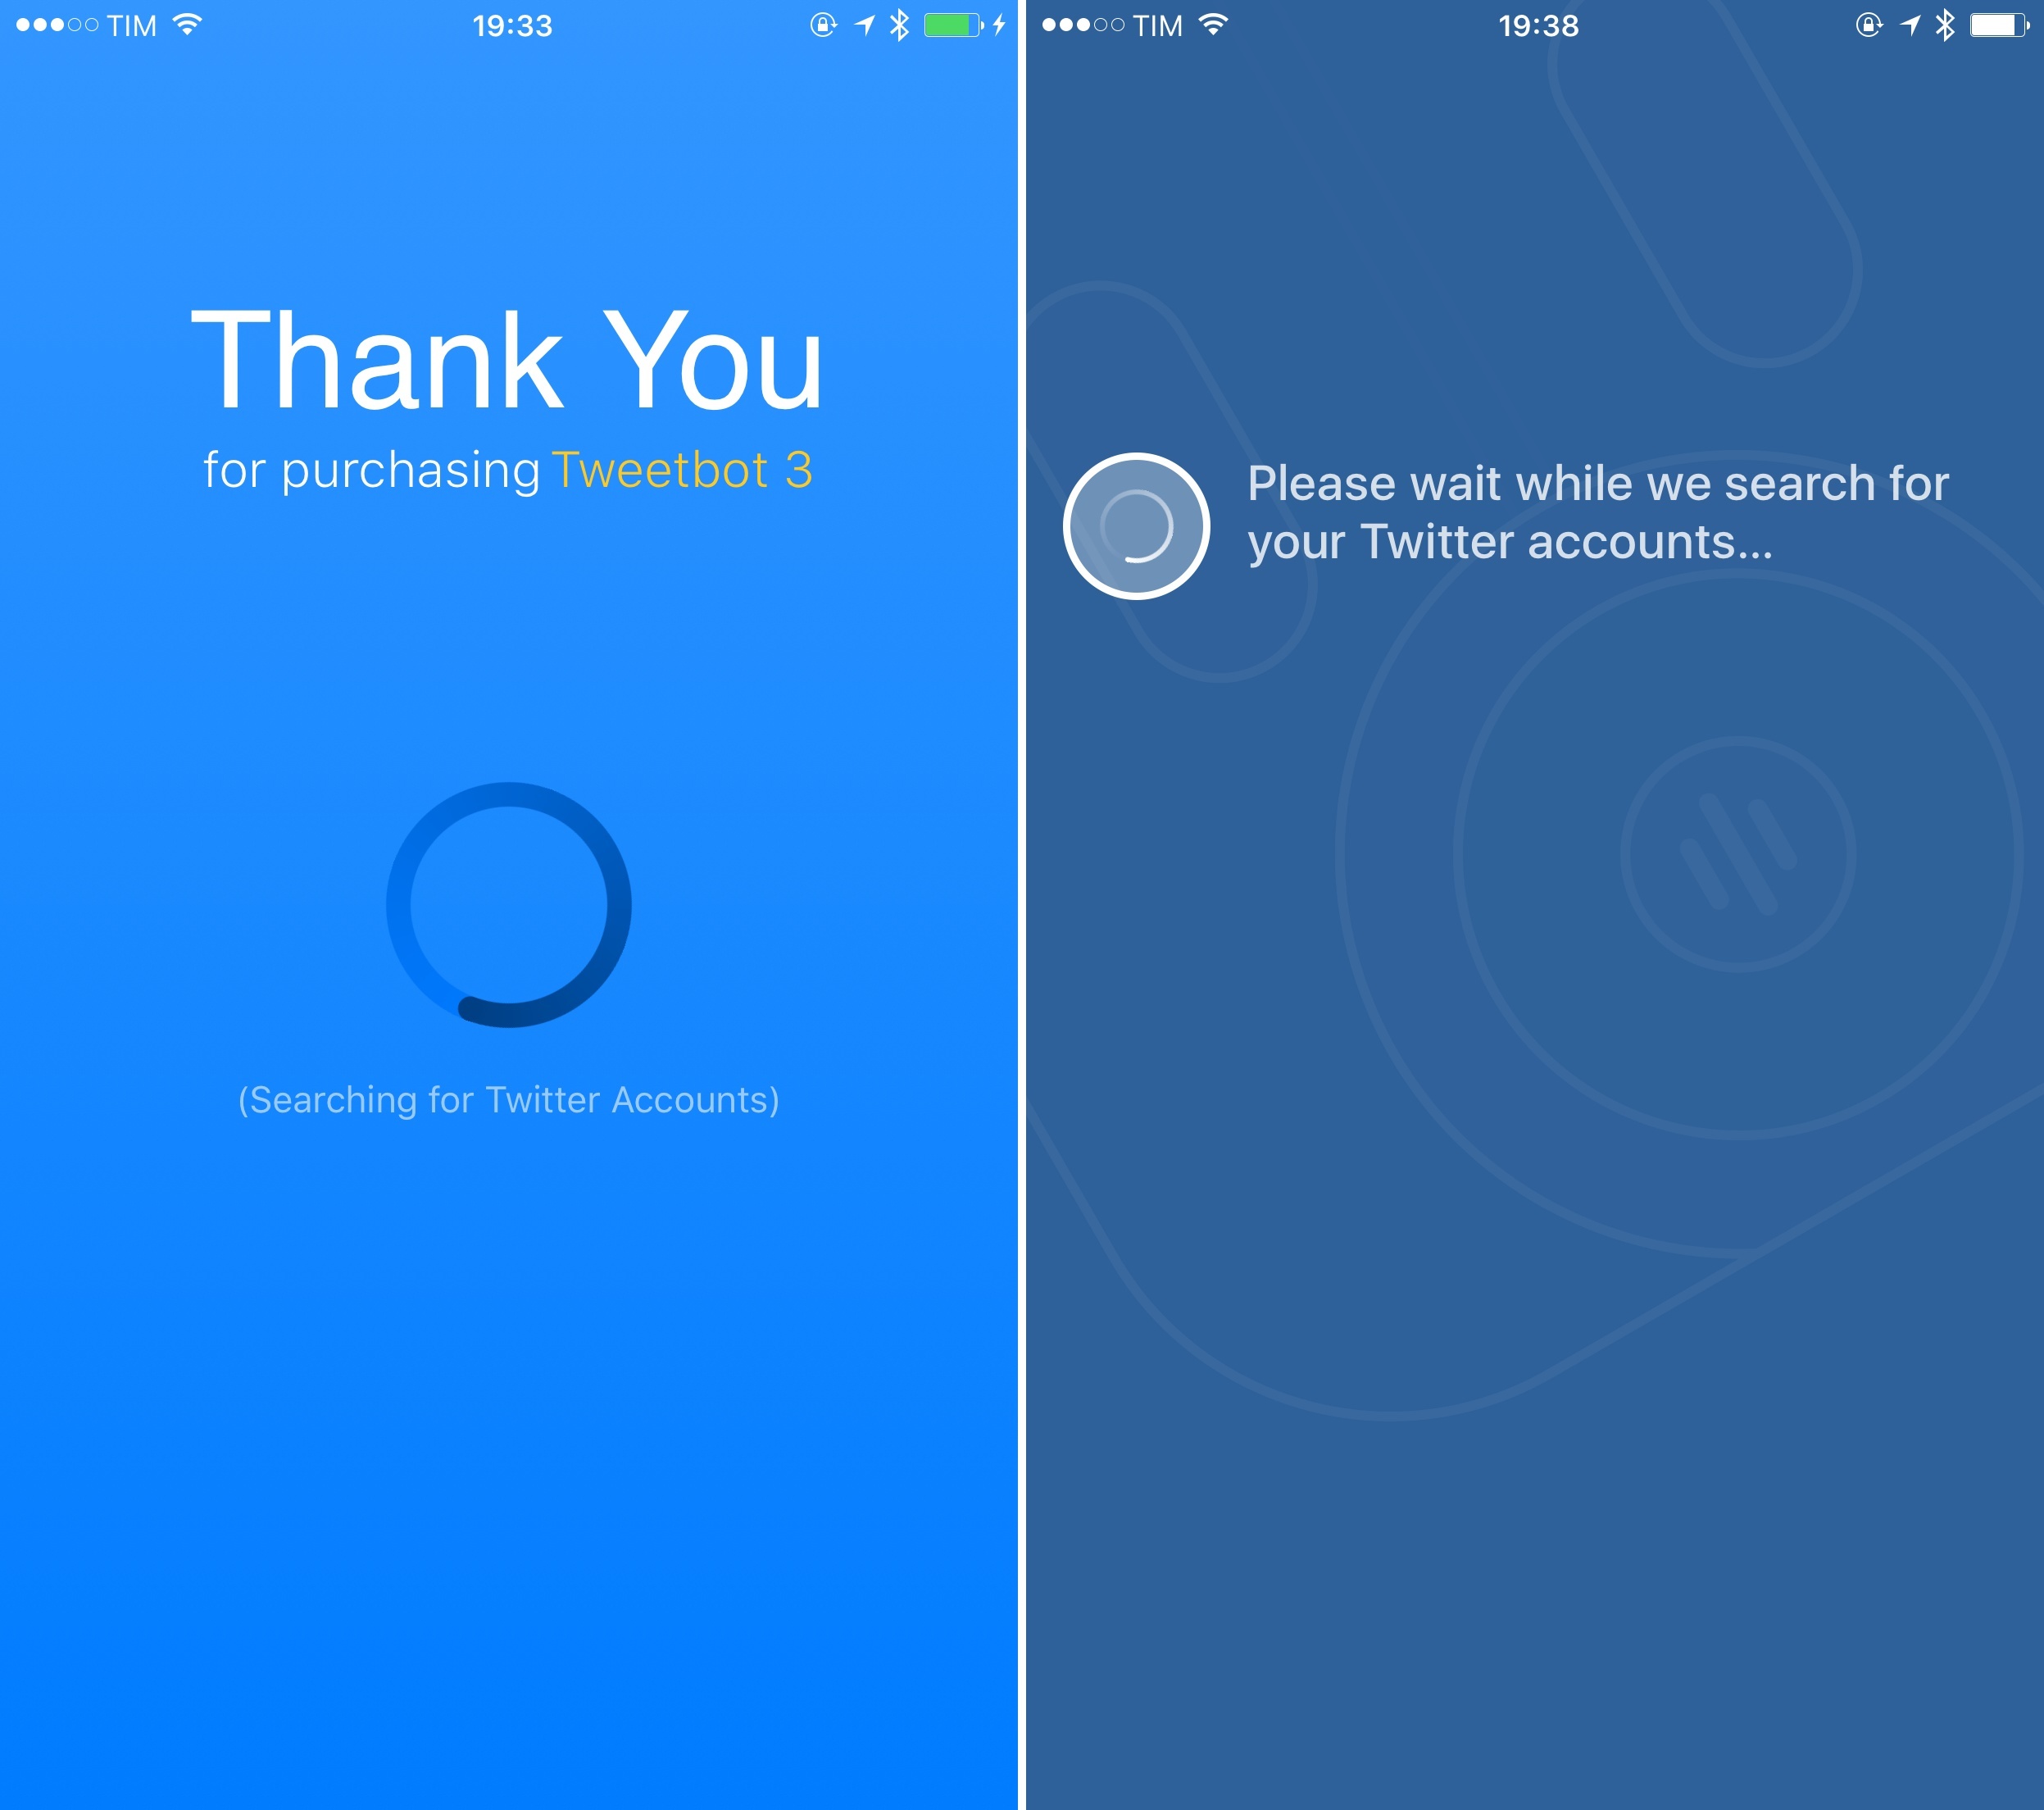 TIM 19:33
Thank You
for purchasing Tweetbot 3
(Searching for Twitter Accounts)
TIM 19:38
Please wait while we search for
your Twitter accounts...